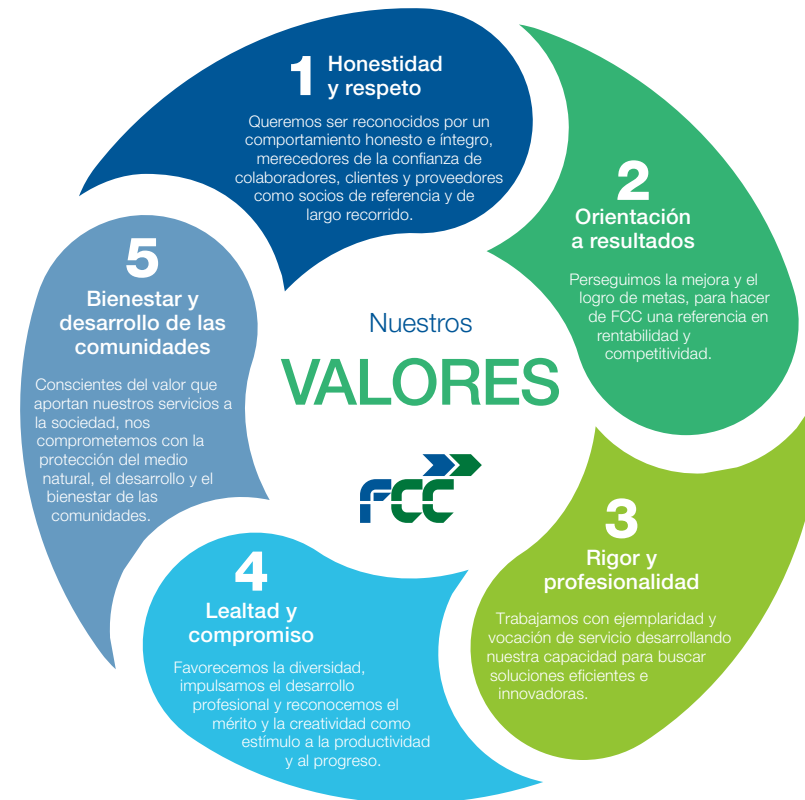 1 Honestidad
y respeto
Queremos ser reconocidos por un
comportamiento honesto e íntegro,
merecedores de la confianza de
colaboradores, clientes y proveedores
como socios de referencia y de
largo recorrido.
2
Orientación
a resultados
Perseguimos la mejora y el
logro de metas, para hacer
de FCC una referencia en
rentabilidad y
competitividad.
3
Rigor y
profesionalidad
Trabajamos con ejemplaridad y
vocación de servicio desarrollando
nuestra capacidad para buscar
soluciones eficientes e
innovadoras.
4
Lealtad y
compromiso
Favorecemos la diversidad,
impulsamos el desarrollo
profesional y reconocemos el
mérito y la creatividad como
estímulo a la productividad
y al progreso.
5
Bienestar y
desarrollo de las
comunidades
Conscientes del valor que
aportan nuestros servicios a
la sociedad, nos
comprometemos con la
protección del medio
natural, el desarrollo y el
bienestar de las
comunidades.
Nuestros
VALORES
FCC